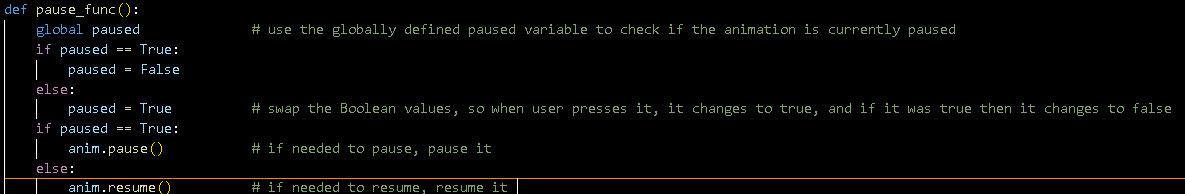 def pause_func():
    global paused              # use the globally defined paused variable to check if the animation is currently paused
    if paused == True:
        paused = False
    else:
        paused = True          # swap the Boolean values, so when user presses it, it changes to true, and if it was true then it changes to false
    if paused == True:
        anim.pause()           # if needed to pause, pause it
    else:
        anim.resume()          # if needed to resume, resume it